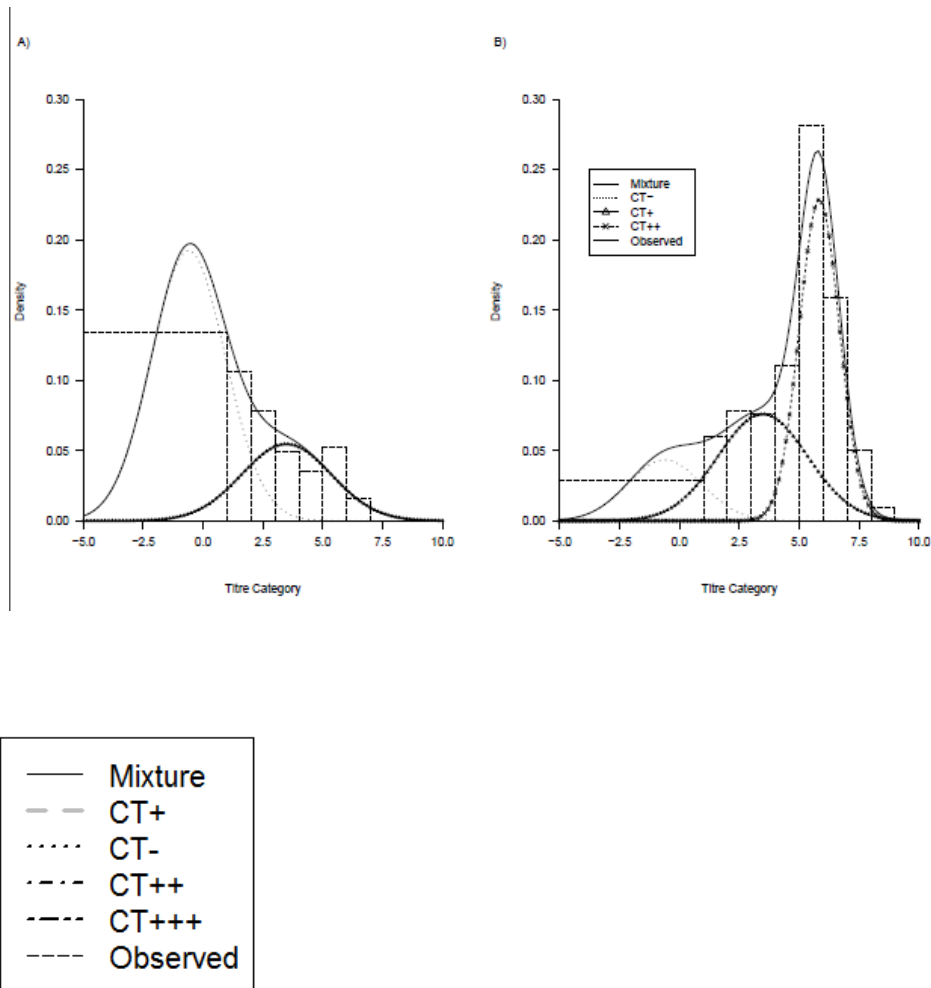 A)
0.30
0.25
0.20
0.15
0.10
0.05
0.00
Density
−5.0 −2.5 0.0 2.5 5.0 7.5 10.0
Titre Category
B)
0.30
0.25
0.20
0.15
0.10
0.05
0.00
Density
−5.0 −2.5 0.0 2.5 5.0 7.5 10.0
Titre Category
Mixture
CT−
CT+
CT++
Observed
Mixture
CT+
CT-
CT++
CT+++
Observed